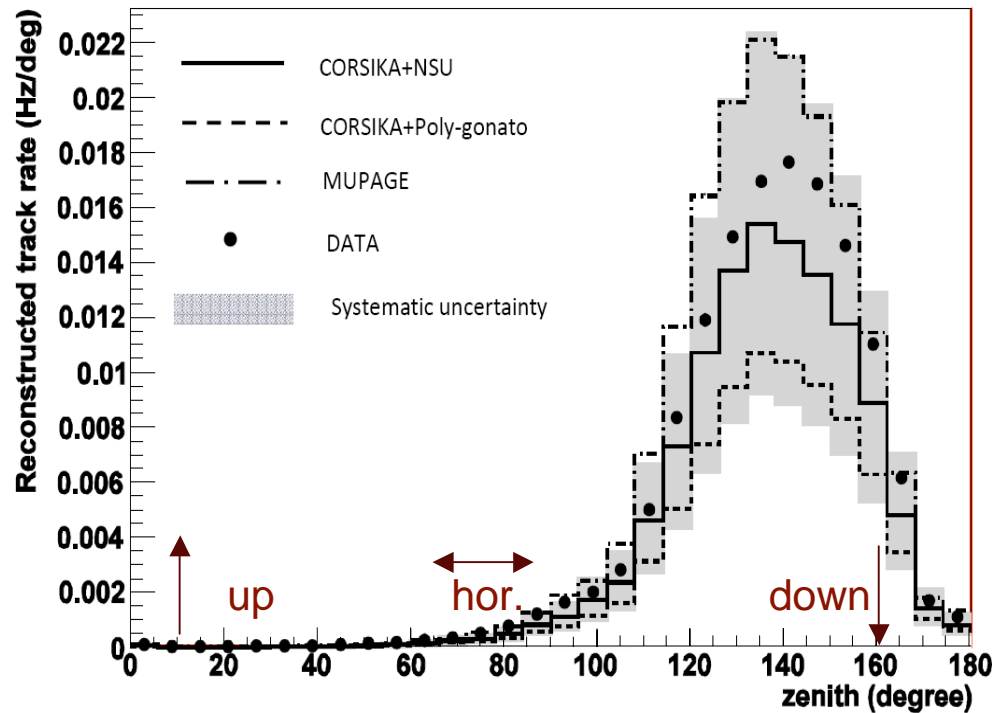 Reconstructed track rate (Hz/deg)
0.022
0.02
0.018
0.016
0.014
0.012
0.01
0.008
0.006
0.004
0.002
0
CORSIKA+NSU
CORSIKA+Poly-gonato
MUPAGE
DATA
Systematic uncertainty
up
hor.
down
0 20 40 60 80 100 120 140 160 180
zenith (degree)